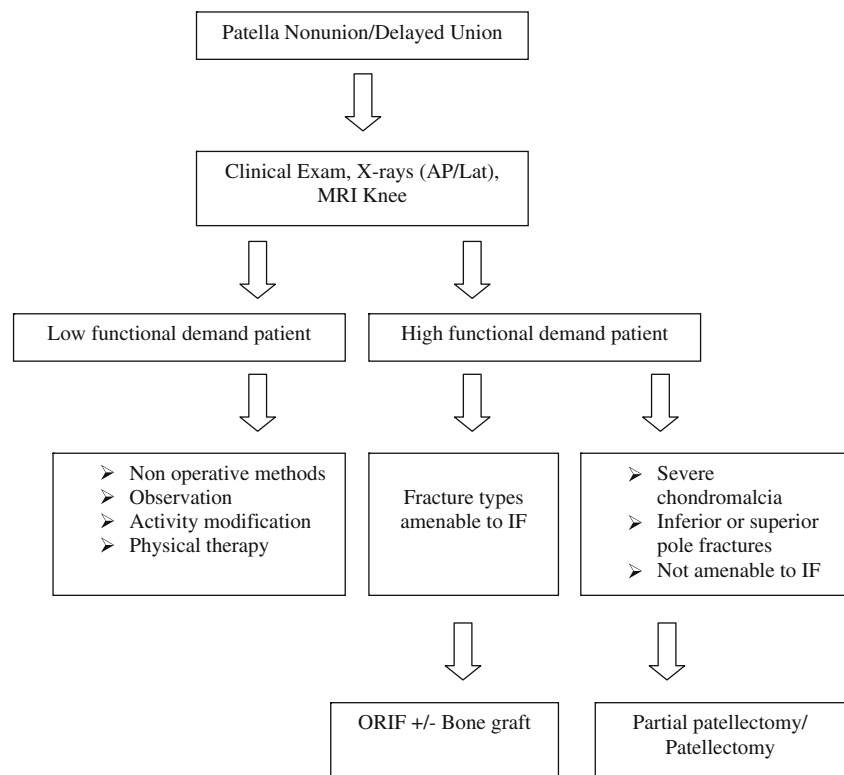 Patella Nonunion/Delayed Union
Clinical Exam, X-rays (AP/Lat),
MRI Knee
Low functional demand patient
High functional demand patient
➢ Non operative methods
➢ Observation
➢ Activity modification
➢ Physical therapy
Fracture types
amenable to IF
➢ Severe
chondromalcia
➢ Inferior or superior
pole fractures
➢ Not amenable to IF
ORIF +/- Bone graft
Partial patellectomy/
Patellectomy